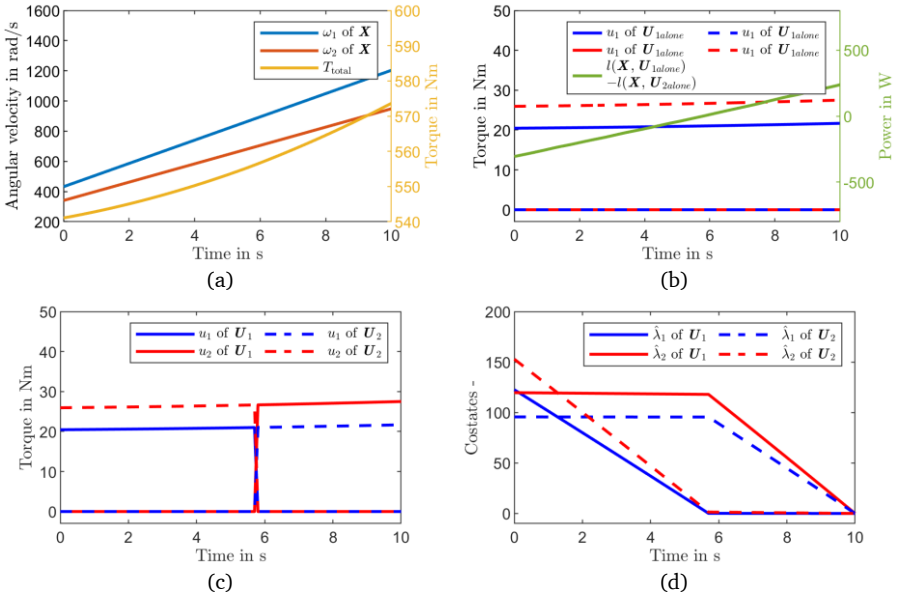 1600
1400
1200
1000
800
600
400
200
Angular velocity in rad/s
ω₁ of X
ω₂ of X
T_total
600
590
580
570
560
550
540
Torque in Nm
0 2 4 6 8 10
Time in s
(a)
50
40
30
20
10
0
Torque in Nm
u₁ of U₁alone u₁ of U₁alone
u₁ of U₁alone u₁ of U₁alone
l(X, U₁alone)
−l(X, U₂alone)
500
0
-500
Power in W
0 2 4 6 8 10
Time in s
(b)
50
40
30
20
10
0
Torque in Nm
u₁ of U₁ u₁ of U₂
u₂ of U₁ u₂ of U₂
0 2 4 6 8 10
Time in s
(c)
200
150
100
50
0
Costates -
λ̂₁ of U₁ λ̂₁ of U₂
λ̂₂ of U₁ λ̂₂ of U₂
0 2 4 6 8 10
Time in s
(d)